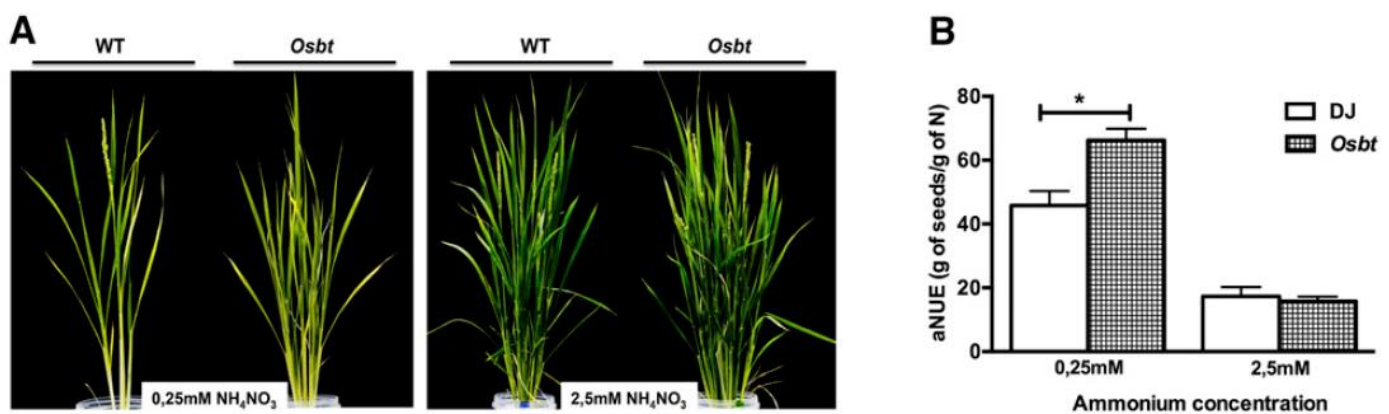 A
WT
Osbt
WT
Osbt
0,25mM NH₄NO₃
2,5mM NH₄NO₃
B
80
60
40
20
0
aNUE (g of seeds/g of N)
*
DJ
Osbt
0,25mM
2,5mM
Ammonium concentration